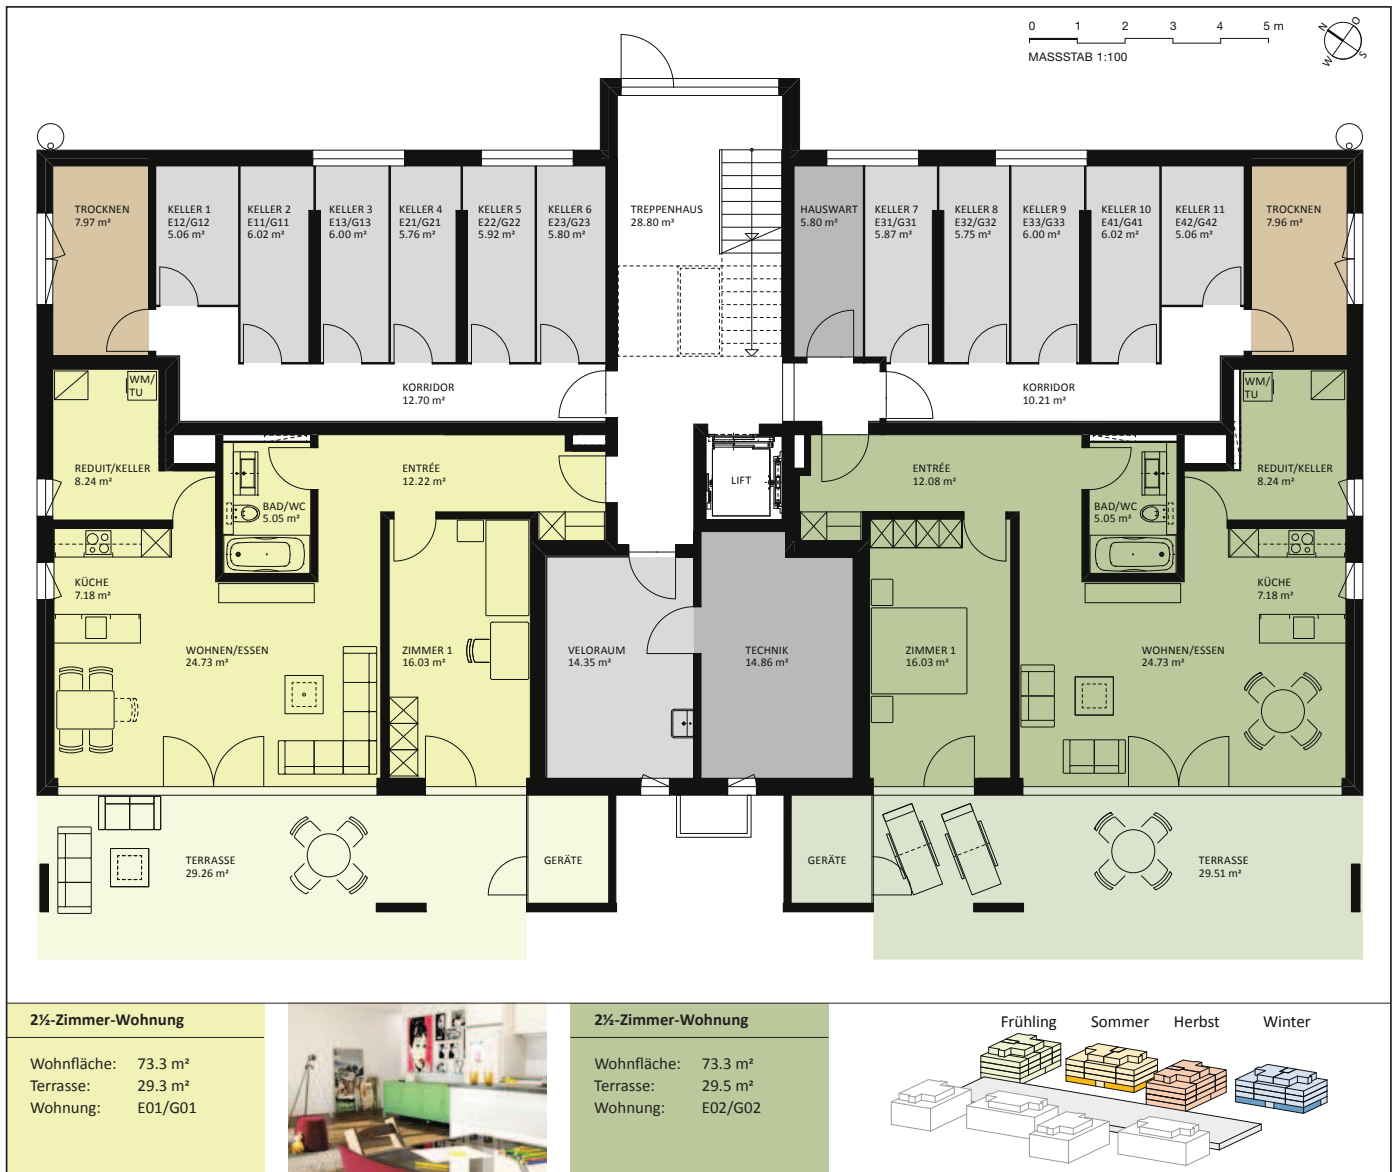 0 1 2 3 4 5 m
MASSSTAB 1:100
N
O
W
S
TROCKNEN
7.97 m²
KELLER 1
E12/G12
5.06 m²
KELLER 2
E11/G11
6.02 m²
KELLER 3
E13/G13
6.00 m²
KELLER 4
E21/G21
5.76 m²
KELLER 5
E22/G22
5.92 m²
KELLER 6
E23/G23
5.80 m²
TREPPENHAUS
28.80 m²
HAUSWART
5.80 m²
KELLER 7
E31/G31
5.87 m²
KELLER 8
E32/G32
5.75 m²
KELLER 9
E33/G33
6.00 m²
KELLER 10
E41/G41
6.02 m²
KELLER 11
E42/G42
5.06 m²
TROCKNEN
7.96 m²
WM/
TU
KORRIDOR
12.70 m²
KORRIDOR
10.21 m²
WM/
TU
REDUIT/KELLER
8.24 m²
BAD/WC
5.05 m²
ENTRÉE
12.22 m²
LIFT
ENTRÉE
12.08 m²
BAD/WC
5.05 m²
REDUIT/KELLER
8.24 m²
KÜCHE
7.18 m²
WOHNEN/ESSEN
24.73 m²
ZIMMER 1
16.03 m²
VELORAUM
14.35 m²
TECHNIK
14.86 m²
ZIMMER 1
16.03 m²
WOHNEN/ESSEN
24.73 m²
KÜCHE
7.18 m²
TERRASSE
29.26 m²
GERÄTE
GERÄTE
TERRASSE
29.51 m²
2½-Zimmer-Wohnung
Wohnfläche: 73.3 m²
Terrasse: 29.3 m²
Wohnung: E01/G01
2½-Zimmer-Wohnung
Wohnfläche: 73.3 m²
Terrasse: 29.5 m²
Wohnung: E02/G02
Frühling Sommer Herbst Winter